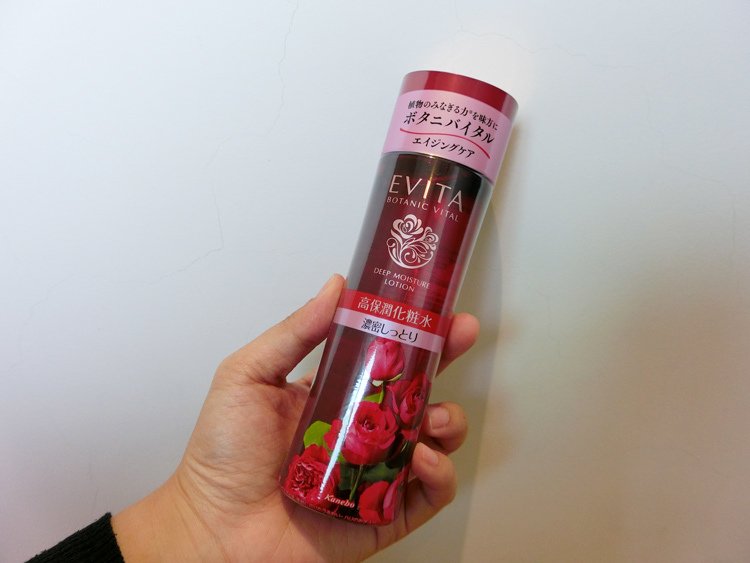 植物のみなぎる力※を味方に
ボタニバイタル
エイジングケア
EVITA
BOTANIC VITAL
DEEP MOISTURE
LOTION
高保潤化粧水
濃密しっとり
Kanebo